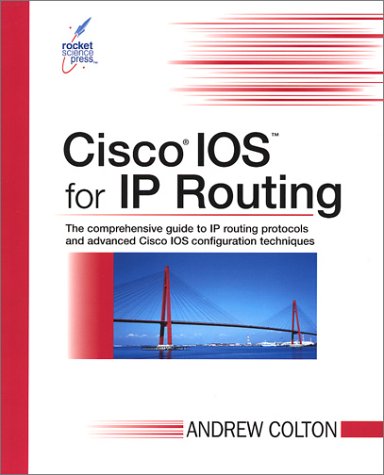 rocket
science
press™
Cisco® IOS™
for IP Routing
The comprehensive guide to IP routing protocols
and advanced Cisco IOS configuration techniques
ANDREW COLTON